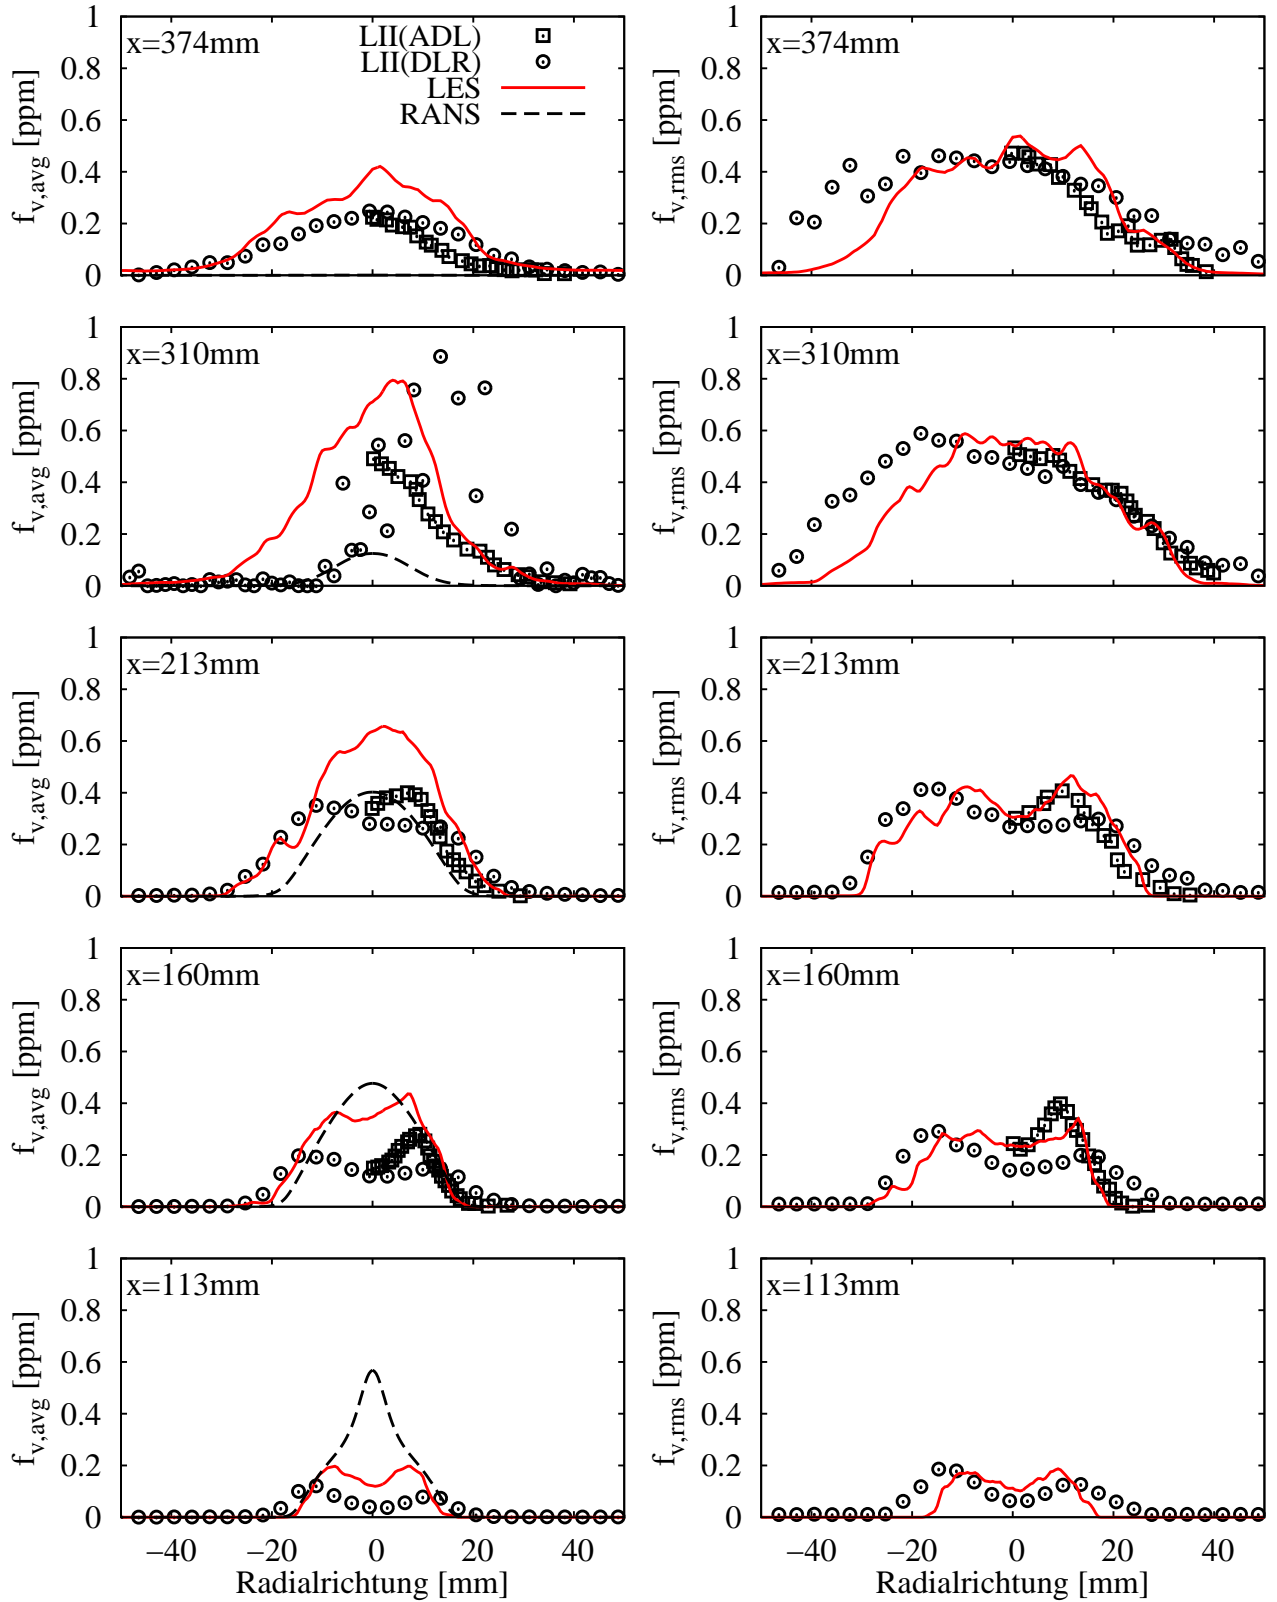 x=374mm
LII(ADL)
LII(DLR)
LES
RANS
f_v,avg [ppm]
0
0.2
0.4
0.6
0.8
1
x=374mm
f_v,rms [ppm]
0
0.2
0.4
0.6
0.8
1
x=310mm
f_v,avg [ppm]
0
0.2
0.4
0.6
0.8
1
x=310mm
f_v,rms [ppm]
0
0.2
0.4
0.6
0.8
1
x=213mm
f_v,avg [ppm]
0
0.2
0.4
0.6
0.8
1
x=213mm
f_v,rms [ppm]
0
0.2
0.4
0.6
0.8
1
x=160mm
f_v,avg [ppm]
0
0.2
0.4
0.6
0.8
1
x=160mm
f_v,rms [ppm]
0
0.2
0.4
0.6
0.8
1
x=113mm
f_v,avg [ppm]
0
0.2
0.4
0.6
0.8
1
−40 −20 0 20 40
Radialrichtung [mm]
x=113mm
f_v,rms [ppm]
0
0.2
0.4
0.6
0.8
1
−40 −20 0 20 40
Radialrichtung [mm]